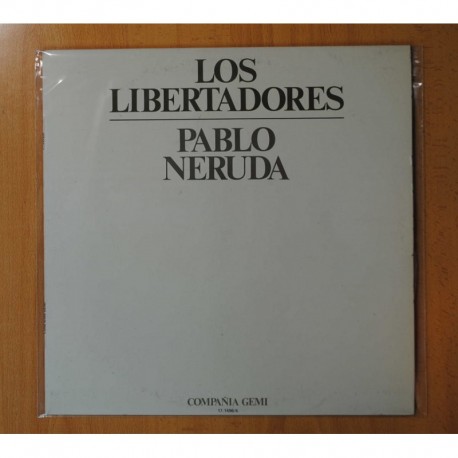 LOS
LIBERTADORES
PABLO
NERUDA
COMPAÑIA GEMI